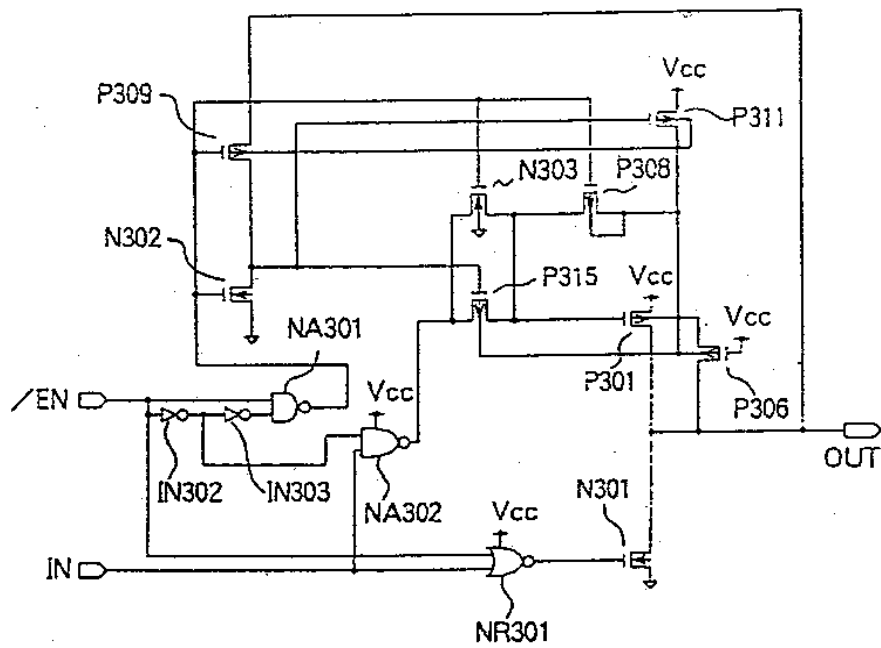 Vcc
P309
P311
N303
P308
N302
P315
Vcc
NA301
Vcc
Vcc
P301
/EN
P306
OUT
IN302
IN303
NA302
N301
Vcc
IN
NR301